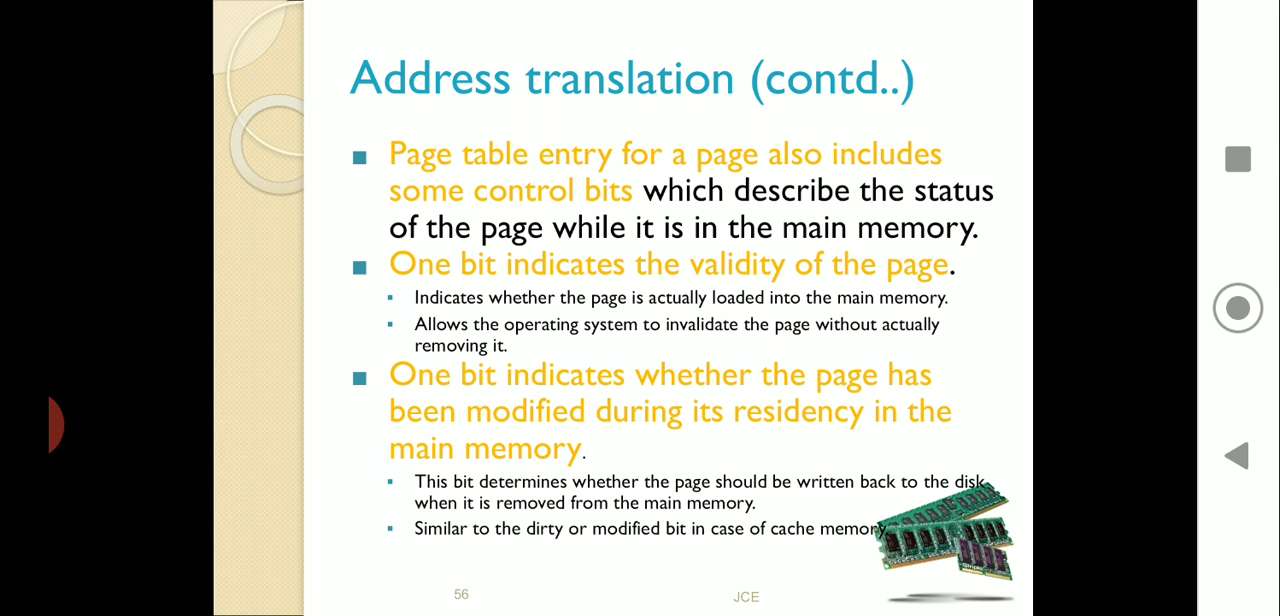 Address translation (contd..)
Page table entry for a page also includes
some control bits which describe the status
of the page while it is in the main memory.
One bit indicates the validity of the page.
Indicates whether the page is actually loaded into the main memory.
Allows the operating system to invalidate the page without actually
removing it.
One bit indicates whether the page has
been modified during its residency in the
main memory.
This bit determines whether the page should be written back to the disk
when it is removed from the main memory.
Similar to the dirty or modified bit in case of cache memory
56
JCE